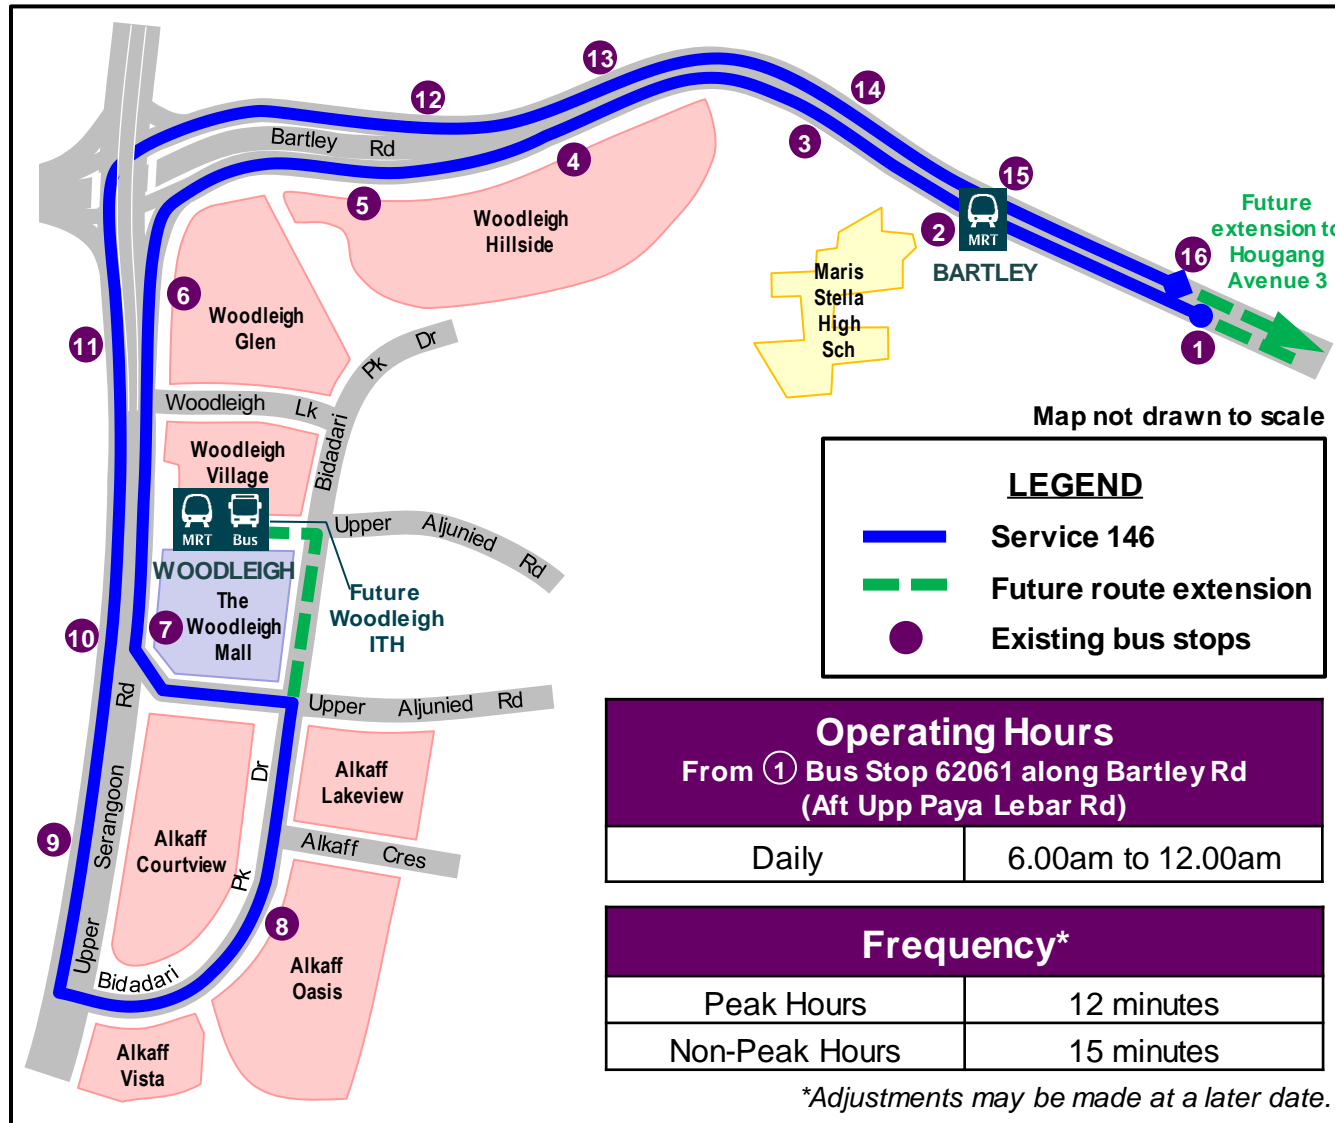 13
12
14
Bartley Rd
3
4
15
5
Woodleigh
Hillside
2
MRT
BARTLEY
Future
extension to
Hougang
Avenue 3
16
1
Maris
Stella
High
Sch
6
Woodleigh
Glen
11
Woodleigh Lk
Bidadari Pk Dr
Woodleigh
Village
MRT Bus
WOODLEIGH
Upper Aljunied Rd
Future
Woodleigh
ITH
The
Woodleigh
Mall
7
10
Upper Aljunied Rd
Upper Serangoon Rd
9
Alkaff
Courtview
Alkaff
Lakeview
Alkaff Cres
Bidadari Pk Dr
8
Alkaff
Oasis
Alkaff
Vista
Map not drawn to scale
LEGEND
Service 146
Future route extension
Existing bus stops
Operating Hours
From 1 Bus Stop 62061 along Bartley Rd
(Aft Upp Paya Lebar Rd)
Daily 6.00am to 12.00am
Frequency*
Peak Hours 12 minutes
Non-Peak Hours 15 minutes
*Adjustments may be made at a later date.